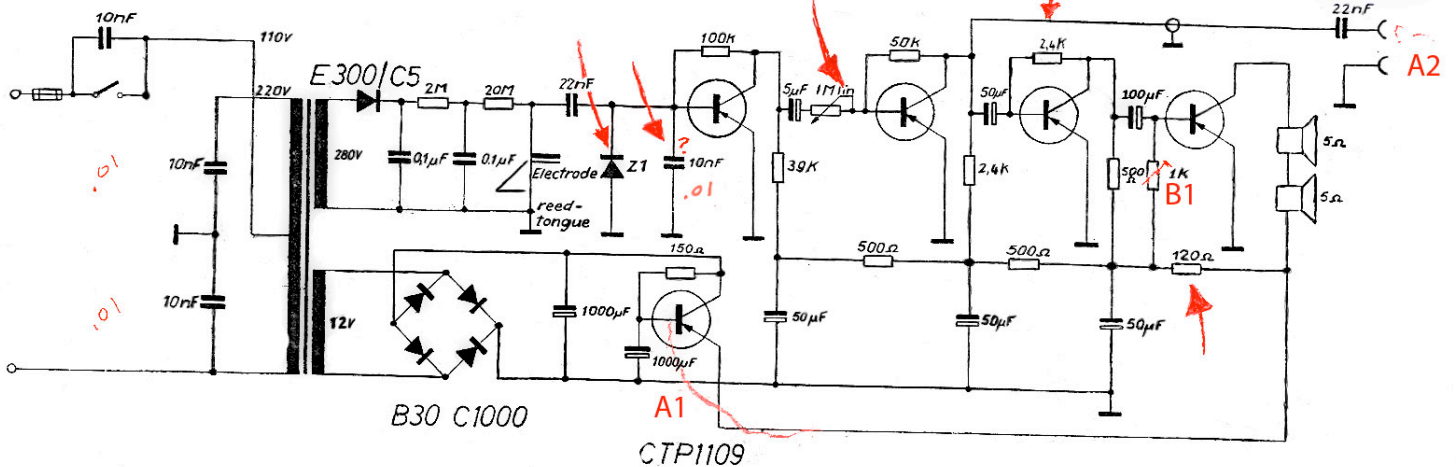 10nF
110V
E300/C5
220V
2M
20M
22nF
100K
5µF
1M lin
50K
50µF
2,4K
100µF
22nF
A2
5Ω
5Ω
.01
10nF
280V
0,1µF
0.1µF
Electrode
reed-
tongue
Z1
?
10nF
.01
39K
2,4K
500
Ω
1K
B1
150Ω
500Ω
500Ω
120Ω
.01
10nF
12V
1000µF
1000µF
50µF
50µF
50µF
A1
B30 C1000
CTP1109